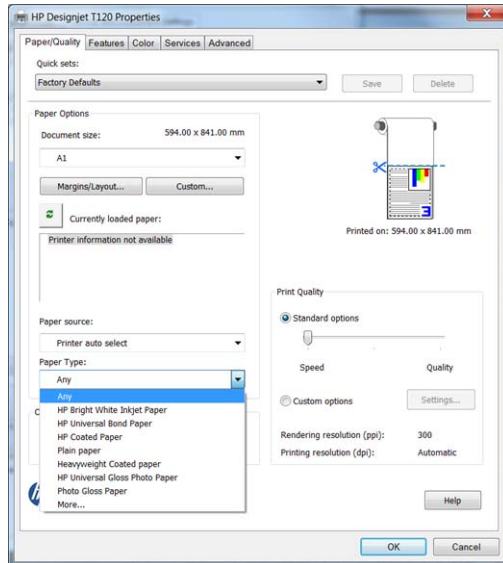 HP Designjet T120 Properties
Paper/Quality Features Color Services Advanced
Quick sets:
Factory Defaults
Save Delete
Paper Options
Document size: 594.00 x 841.00 mm
A1
Margins/Layout... Custom...
Currently loaded paper:
Printer information not available
Printed on: 594.00 x 841.00 mm
Paper source:
Printer auto select
Paper Type:
Any
Any
HP Bright White Inkjet Paper
HP Universal Bond Paper
HP Coated Paper
Plain paper
Heavyweight Coated paper
HP Universal Gloss Photo Paper
Photo Gloss Paper
More...
Print Quality
Standard options
Speed Quality
Custom options Settings...
Rendering resolution (ppi): 300
Printing resolution (dpi): Automatic
Help
OK Cancel